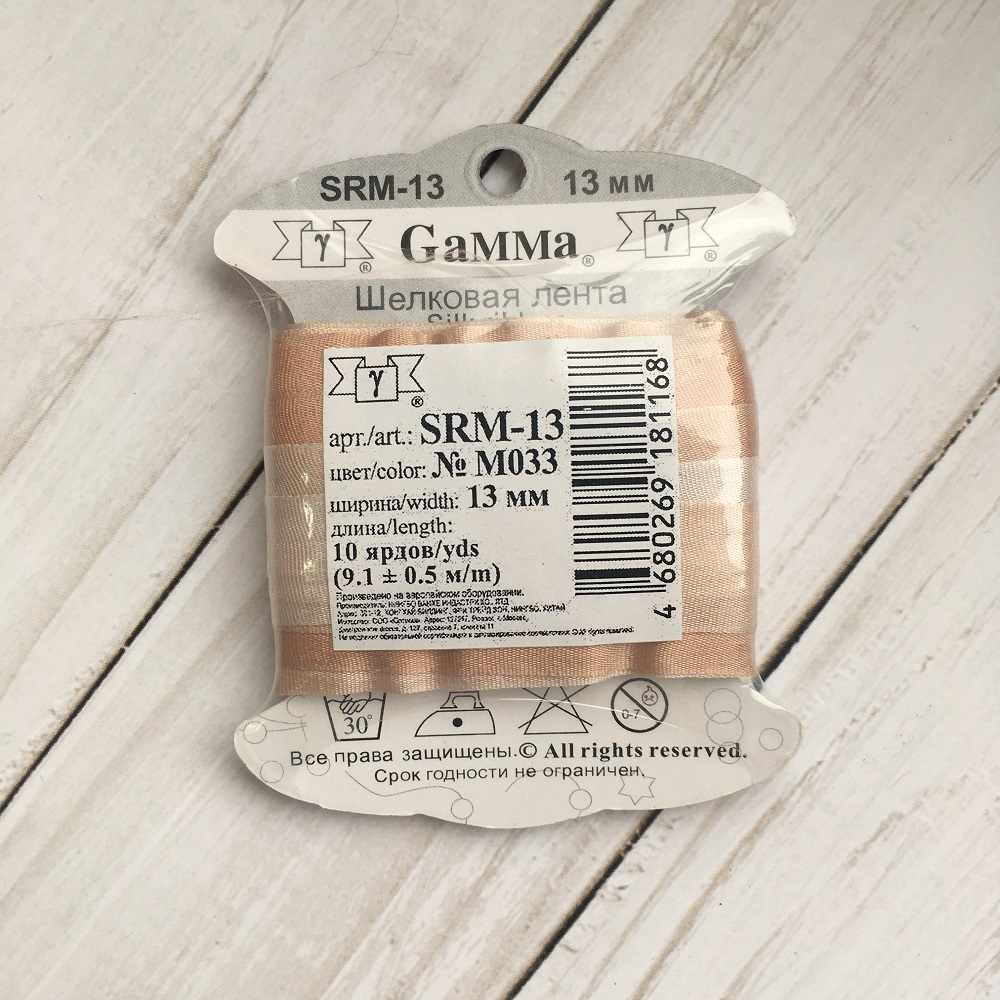 SRM-13 13 мм
γ ® GaMMa ® γ ®
Шелковая лента
γ ®
арт./art.: SRM-13
цвет/color: № M033
ширина/width: 13 мм
длина/length:
10 ярдов/yds
(9.1 ± 0.5 м/m)
Произведено на европейском оборудовании.
4 680269 181168
30°
0-7
Все права защищены.© All rights reserved.
Срок годности не ограничен.